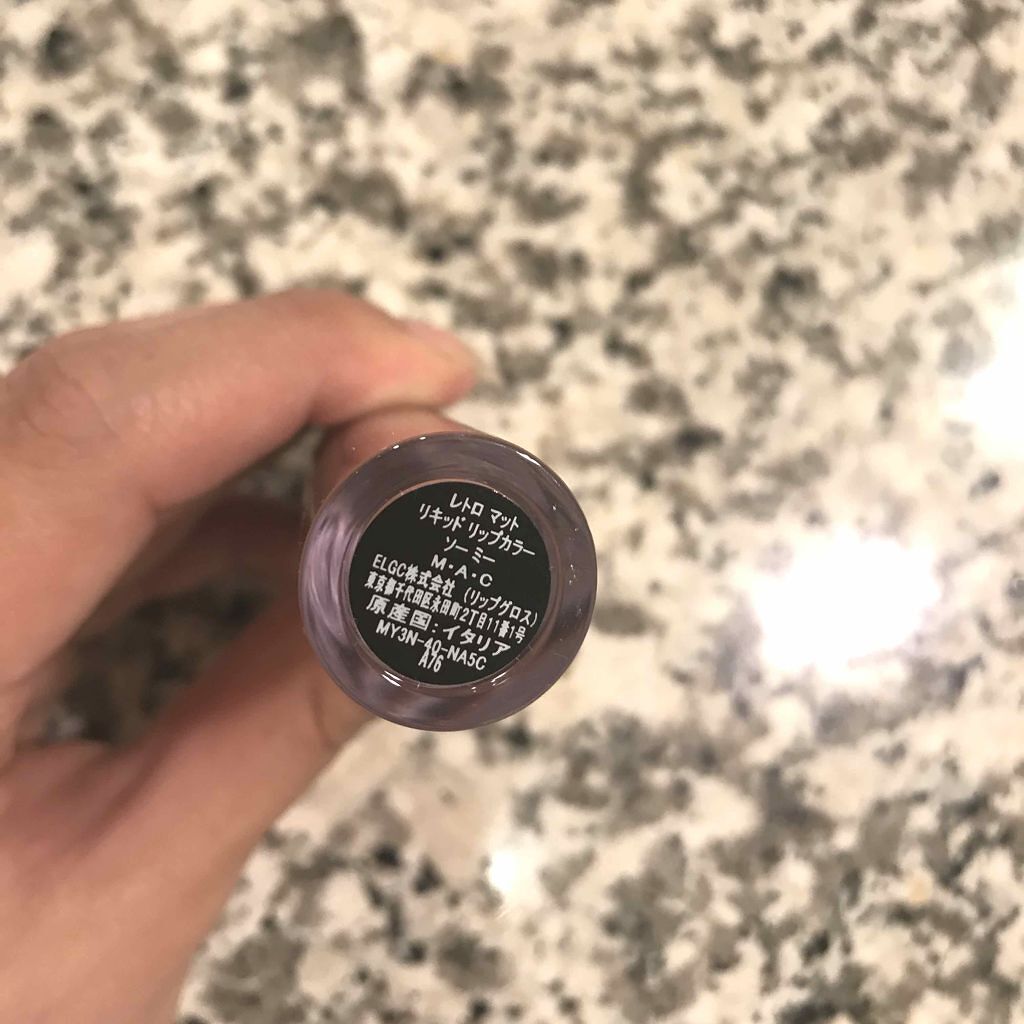 レトロ マット
リキッド リップカラー
ソー ミー
M・A・C
ELGC株式会社 (リップグロス)
東京都千代田区永田町2丁目11番1号
原産国:イタリア
MY3N-40-NA5C
A76